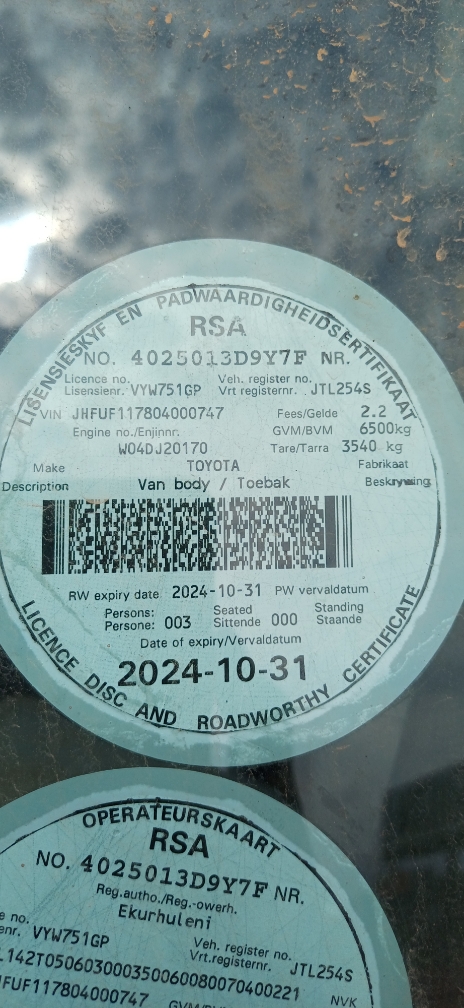 LISENSIESKYF EN PADWAARDIGHEIDSERTIFIKAAT
RSA
NO. 4025013D9Y7F NR.
Licence no. Veh. register no.
Lisensienr. VYW751GP Vrt registernr. JTL254S
VIN JHFUF117804000747 Fees/Gelde 2.2
Engine no./Enjinnr. GVM/BVM 6500kg
W04DJ20170 Tare/Tarra 3540 kg
Make TOYOTA Fabrikaat
Description Van body / Toebak Beskrywing
RW expiry date 2024-10-31 PW vervaldatum
Persons: Seated Standing
Persone: 003 Sittende 000 Staande
Date of expiry/Vervaldatum
2024-10-31
LICENCE DISC AND ROADWORTHY CERTIFICATE
OPERATEURSKAART
RSA
NO. 4025013D9Y7F NR.
Reg.autho./Reg.-owerh.
Ekurhuleni
e no. Veh. register no.
enr. VYW751GP Vrt.registernr. JTL254S
L142T050603000350060080070400221
HFUF117804000747 NVK